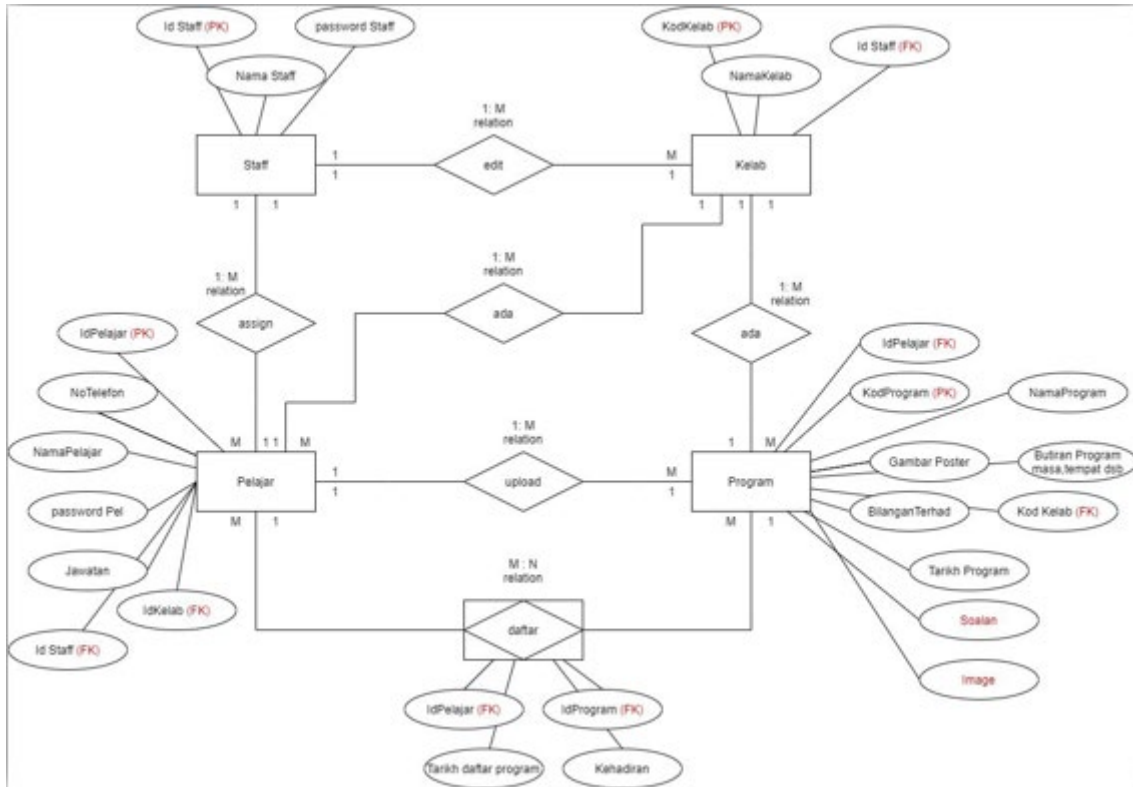 Id Staff (PK)
password Staff
Nama Staff
KodKelab (PK)
Id Staff (FK)
NamaKelab
1: M
relation
Staff
1
1
edit
M
1
Kelab
1
1
1
1
1
1: M
relation
assign
1: M
relation
ada
1: M
relation
ada
IdPelajar (PK)
NoTelefon
NamaPelajar
password Pel
Jawatan
IdKelab (FK)
Id Staff (FK)
M
1
1
M
Pelajar
M
1
1
1
1: M
relation
upload
M
1
1
M
Program
M
1
IdPelajar (FK)
KodProgram (PK)
NamaProgram
Gambar Poster
Butiran Program
masa,tempat dsb
BilanganTerhad
Kod Kelab (FK)
Tarikh Program
Soalan
Image
M : N
relation
daftar
IdPelajar (FK)
IdProgram (FK)
Tarikh daftar program
Kehadiran